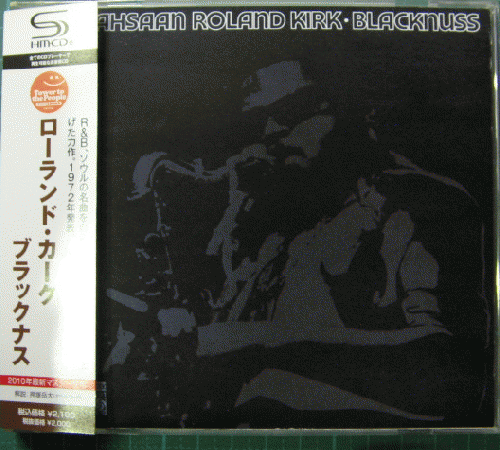 AHSAAN ROLAND KIRK・BLACKNUSS
SHM-CD
Power to
the People
R&B、ソウルの名曲を
げた力作。1972年発表
ローランド・カーク
ブラックナス
2010年最新マス
税込価格 ¥2,100
税抜価格 ¥2,000